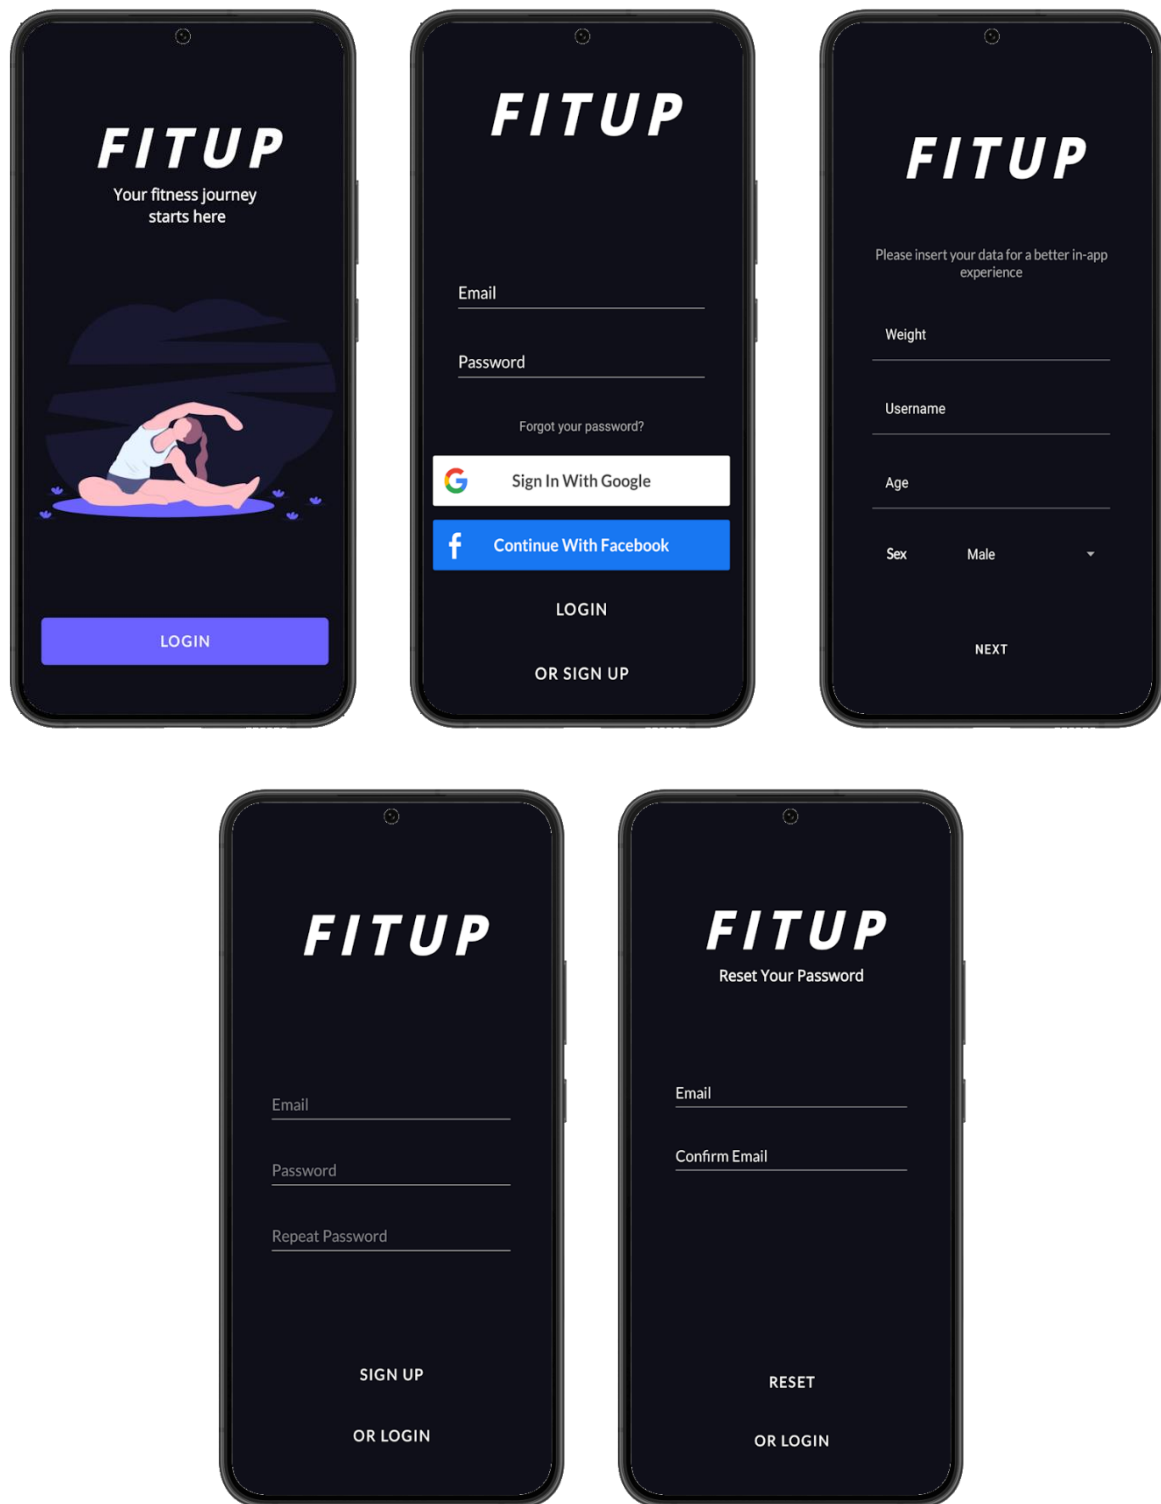 FITUP
Your fitness journey
starts here
LOGIN
FITUP
Email
Password
Forgot your password?
Sign In With Google
f Continue With Facebook
LOGIN
OR SIGN UP
FITUP
Please insert your data for a better in-app
experience
Weight
Username
Age
Sex Male
NEXT
FITUP
Email
Password
Repeat Password
SIGN UP
OR LOGIN
FITUP
Reset Your Password
Email
Confirm Email
RESET
OR LOGIN